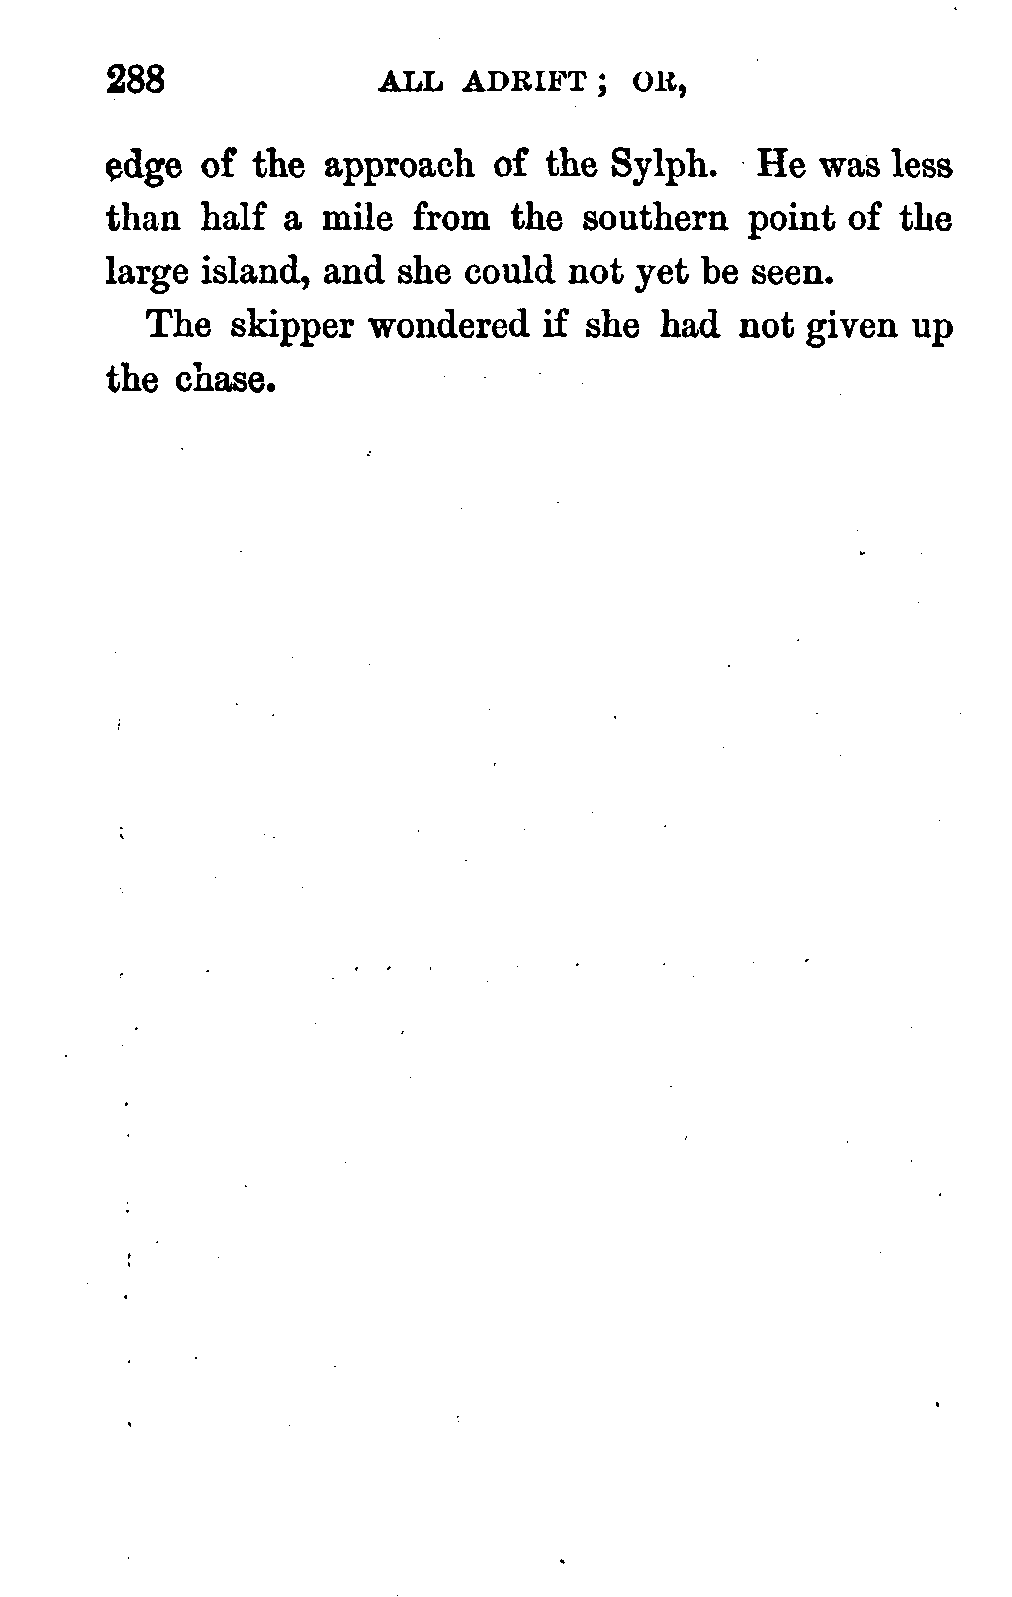 288 ALL ADRIFT; OR,
edge of the approach of the Sylph. He was less
than half a mile from the southern point of the
large island, and she could not yet be seen.
The skipper wondered if she had not given up
the chase.